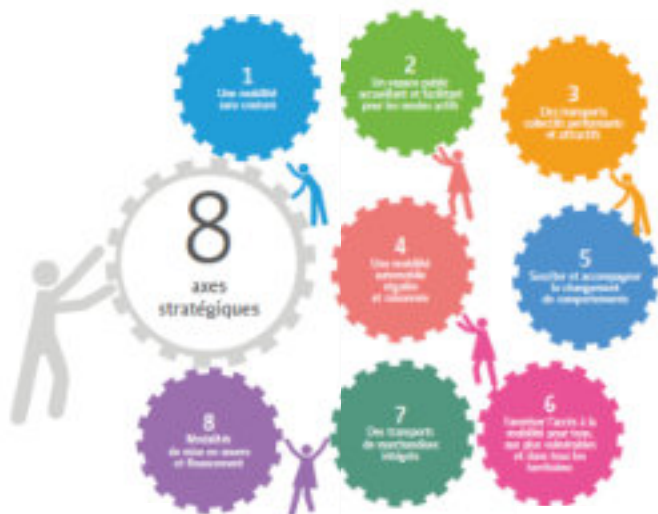 1
Une mobilité
sans couture
2
Un espace public
accueillant et facilitant
pour les modes actifs
3
Des transports
collectifs performants
et attractifs
8
axes
stratégiques
4
Une mobilité
automobile
régulée et
raisonnée
5
Susciter et accompagner
le changement
de comportements
8
Modalités
de mise en œuvre
et financement
7
Des transports
de marchandises
intégrés
6
Favoriser l'accès à la
mobilité pour tous,
aux plus vulnérables
et dans tous les
territoires